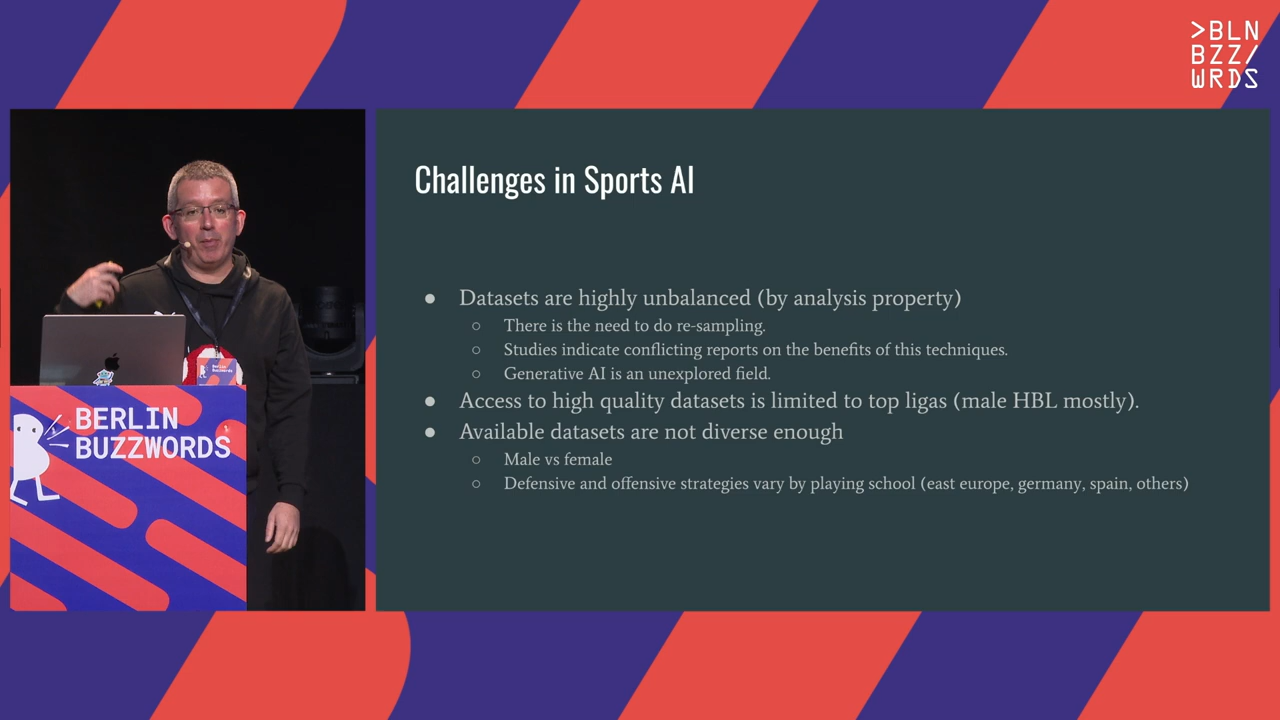 >BLN
BZZ/
WRDS
Challenges in Sports AI
● Datasets are highly unbalanced (by analysis property)
○ There is the need to do re-sampling.
○ Studies indicate conflicting reports on the benefits of this techniques.
○ Generative AI is an unexplored field.
● Access to high quality datasets is limited to top ligas (male HBL mostly).
● Available datasets are not diverse enough
○ Male vs female
○ Defensive and offensive strategies vary by playing school (east europe, germany, spain, others)
Berlin
Buzzwords
BERLIN
BUZZWORDS